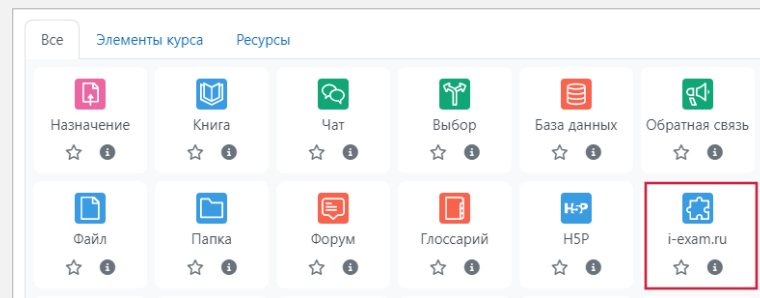 Все Элементы курса Ресурсы
Назначение Книга Чат Выбор База данных Обратная связь
Файл Папка Форум Глоссарий H5P i-exam.ru